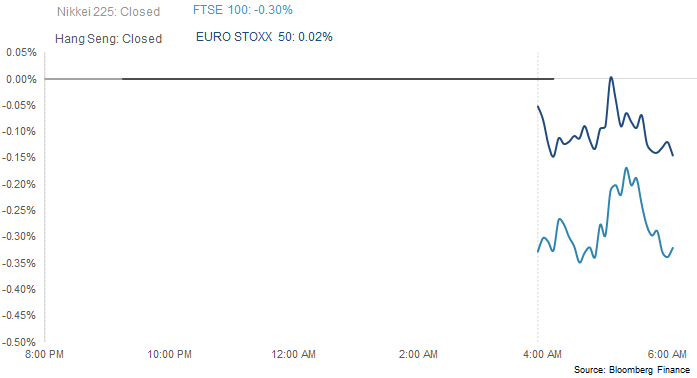 Nikkei 225: Closed
FTSE 100: -0.30%
Hang Seng: Closed
EURO STOXX 50: 0.02%
0.05%
0.00%
-0.05%
-0.10%
-0.15%
-0.20%
-0.25%
-0.30%
-0.35%
-0.40%
-0.50%
8:00 PM
10:00 PM
12:00 AM
2:00 AM
4:00 AM
6:00 AM
Source: Bloomberg Finance